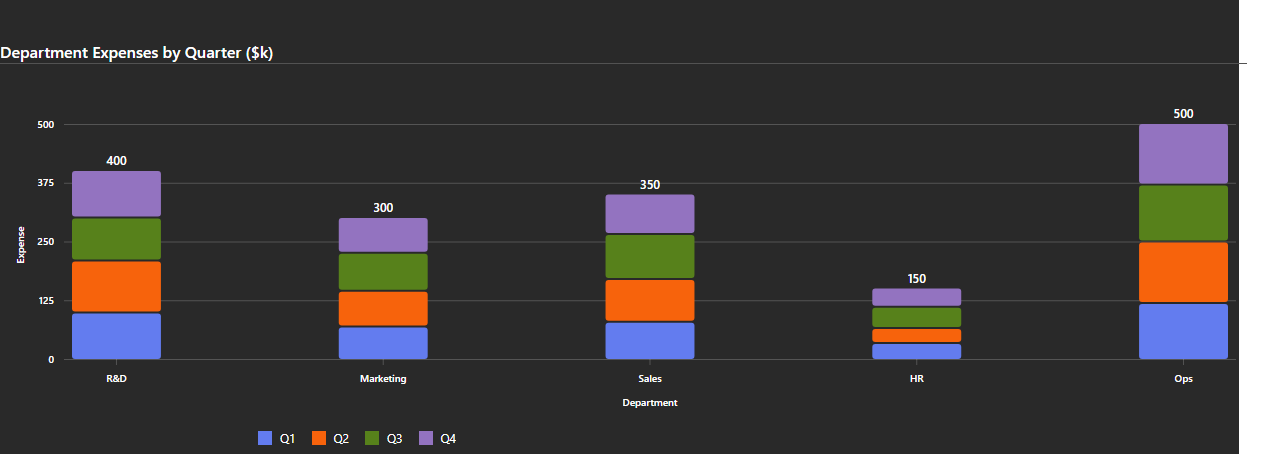 Department Expenses by Quarter ($k)
500
375
250
125
0
Expense
400
300
350
150
500
R&D Marketing Sales HR Ops
Department
Q1 Q2 Q3 Q4